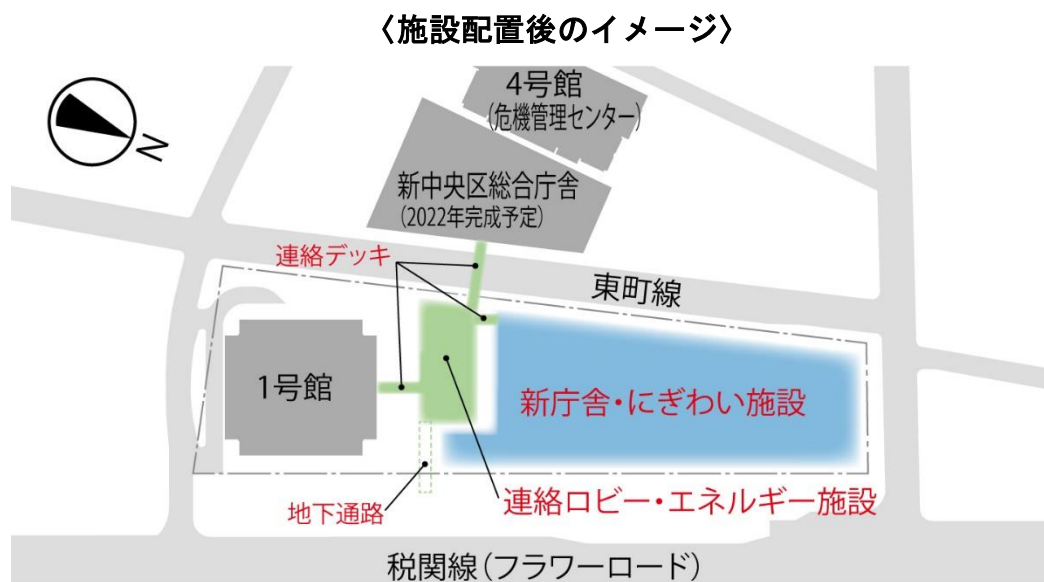 〈施設配置後のイメージ〉
N
4号館
(危機管理センター)
新中央区総合庁舎
(2022年完成予定)
連絡デッキ
東町線
1号館
新庁舎・にぎわい施設
連絡ロビー・エネルギー施設
地下通路
税関線(フラワーロード)